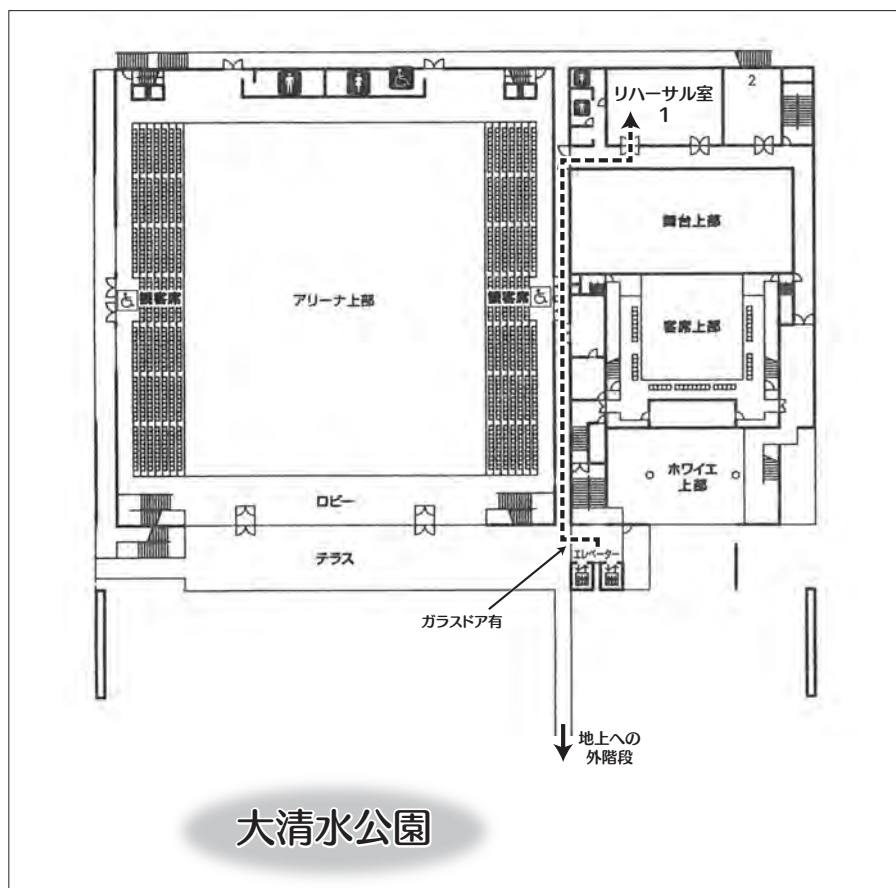 リハーサル室
1
2
舞台上部
観客席
アリーナ上部
観客席
客席上部
ホワイエ
上部
ロビー
テラス
エレベーター
ガラスドア有
地上への
外階段
大清水公園